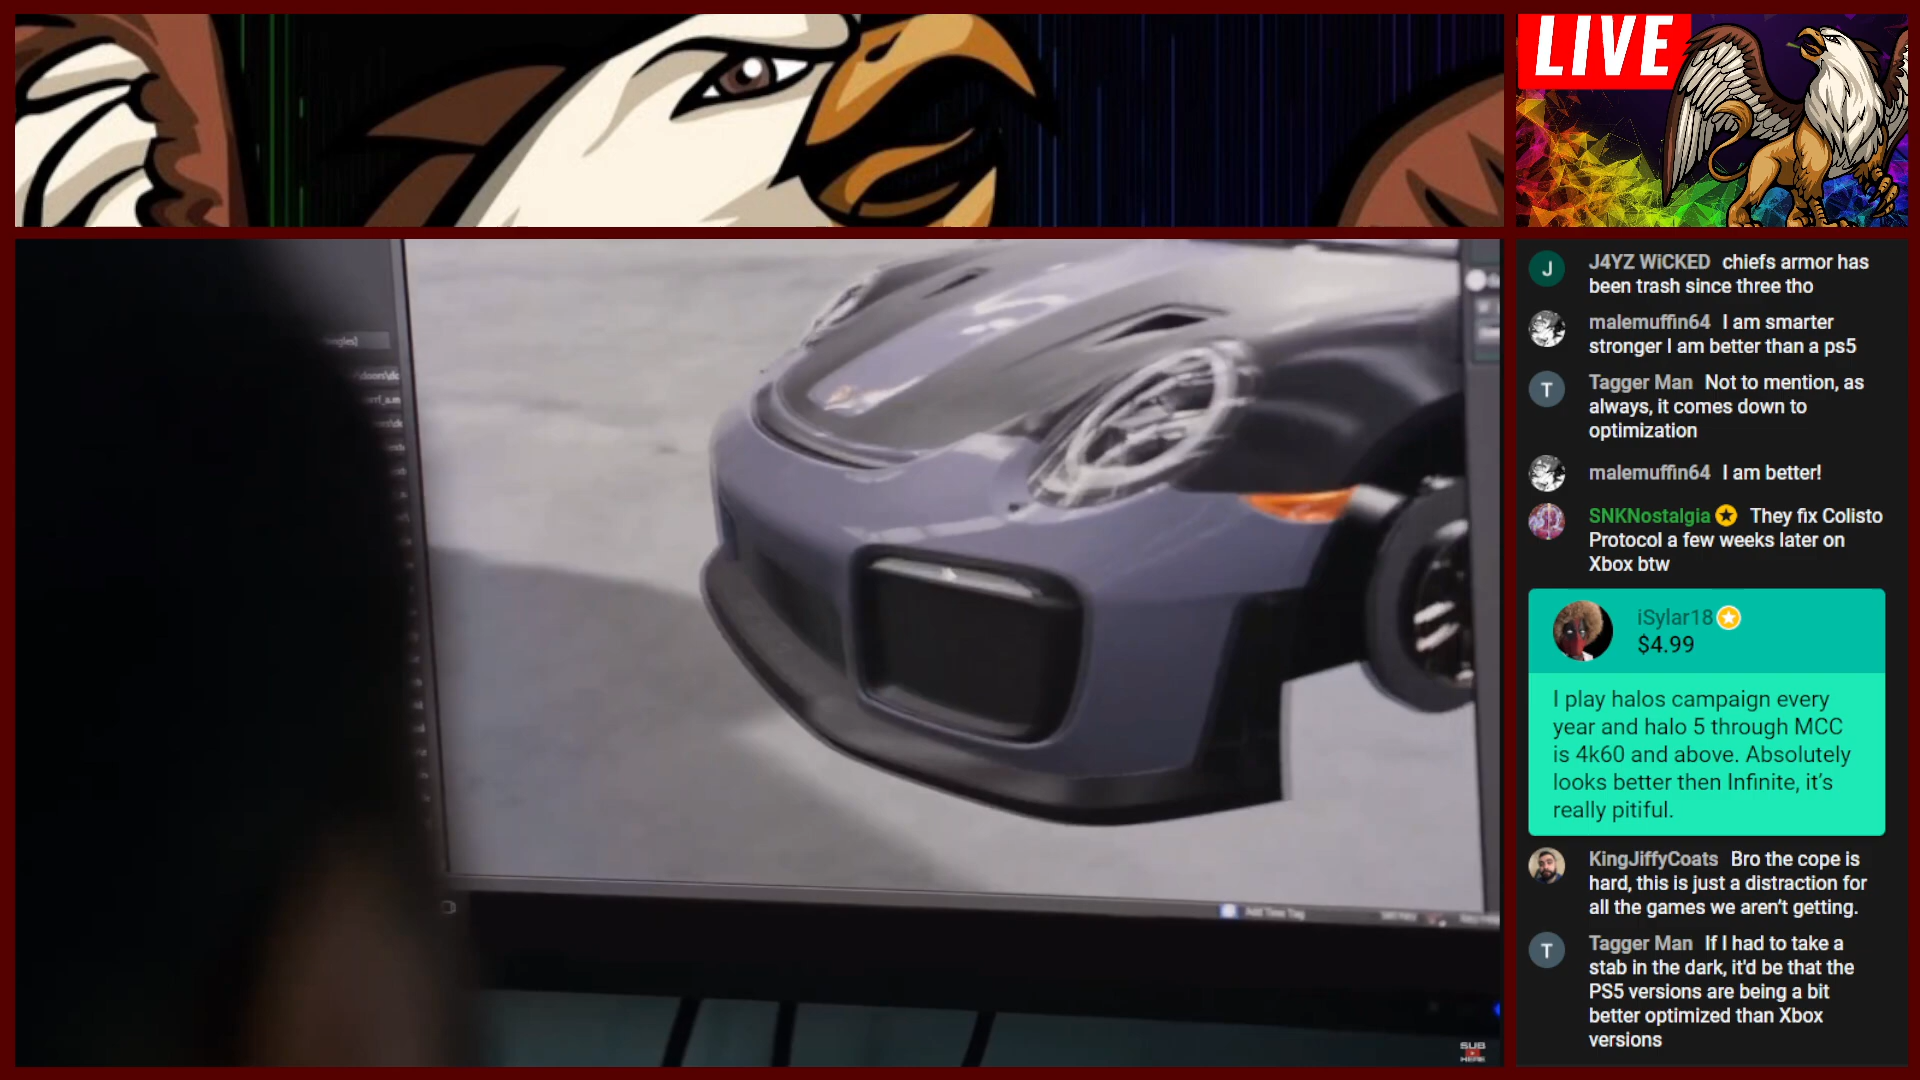 LIVE
J4YZ WiCKED chiefs armor has
been trash since three tho
malemuffin64 I am smarter
stronger I am better than a ps5
Tagger Man Not to mention, as
always, it comes down to
optimization
malemuffin64 I am better!
SNKNostalgia They fix Colisto
Protocol a few weeks later on
Xbox btw
iSylar18
$4.99
I play halos campaign every
year and halo 5 through MCC
is 4k60 and above. Absolutely
looks better then Infinite, it's
really pitiful.
KingJiffyCoats Bro the cope is
hard, this is just a distraction for
all the games we aren't getting.
Tagger Man If I had to take a
stab in the dark, it'd be that the
PS5 versions are being a bit
better optimized than Xbox
versions
J
T
T
Add Time Tag
SUB
HERE